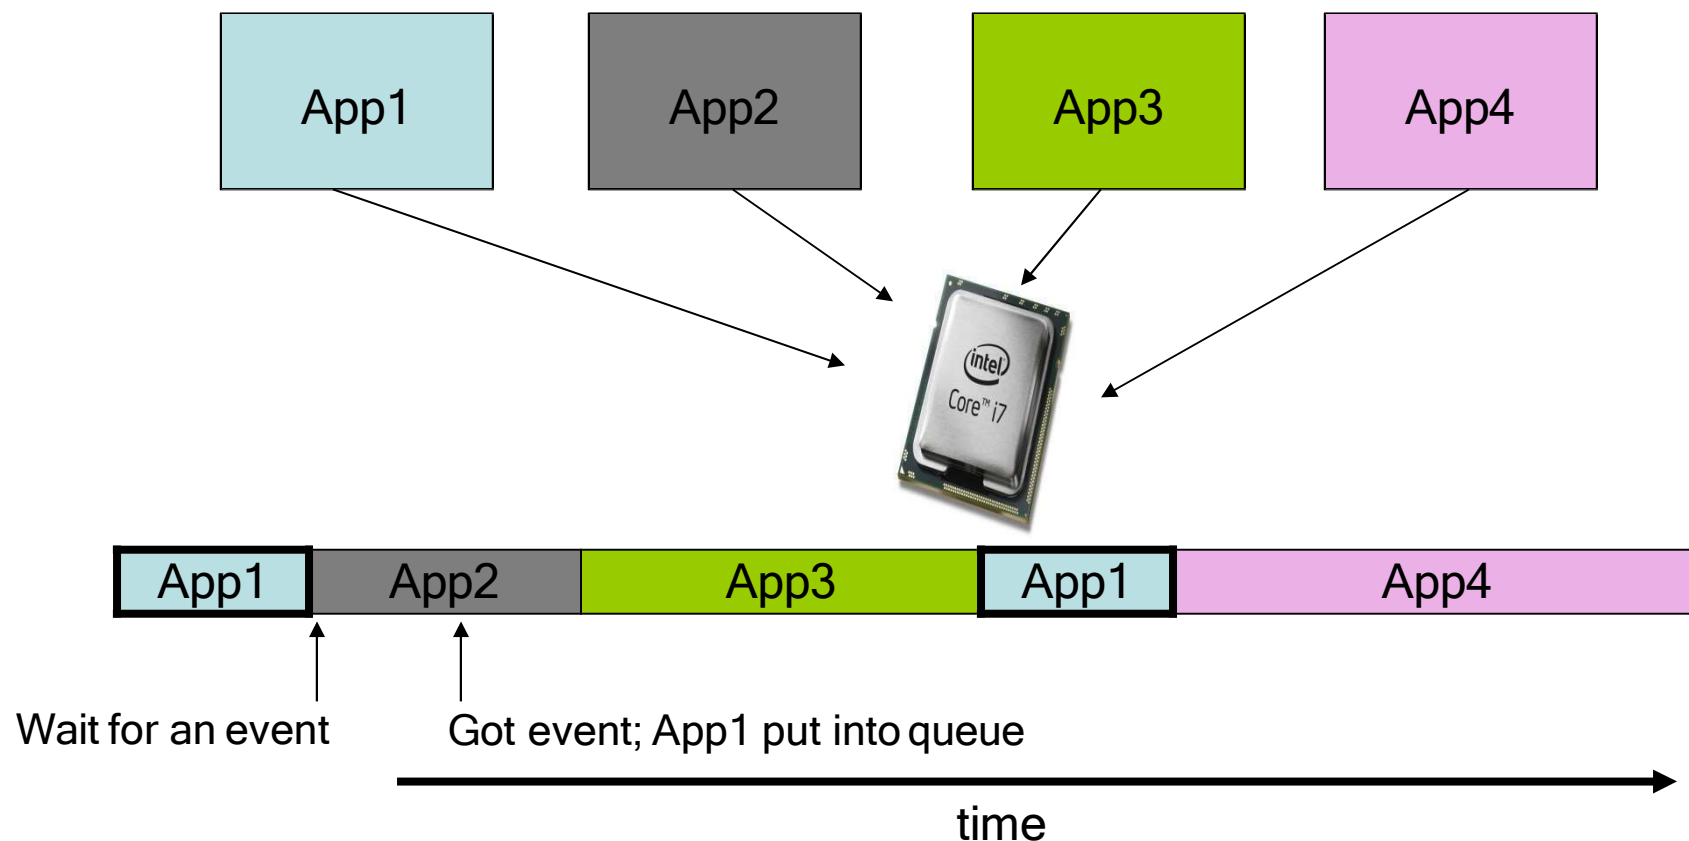 App1
App2
App3
App4
intel
Core™ i7
App1
App2
App3
App1
App4
Wait for an event
Got event; App1 put into queue
time